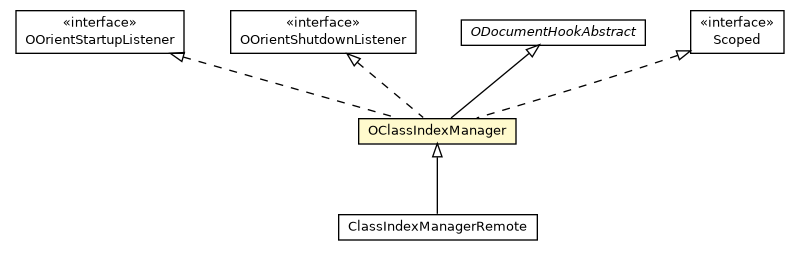 «interface»
OOrientStartupListener
«interface»
OOrientShutdownListener
ODocumentHookAbstract
«interface»
Scoped
OClassIndexManager
ClassIndexManagerRemote